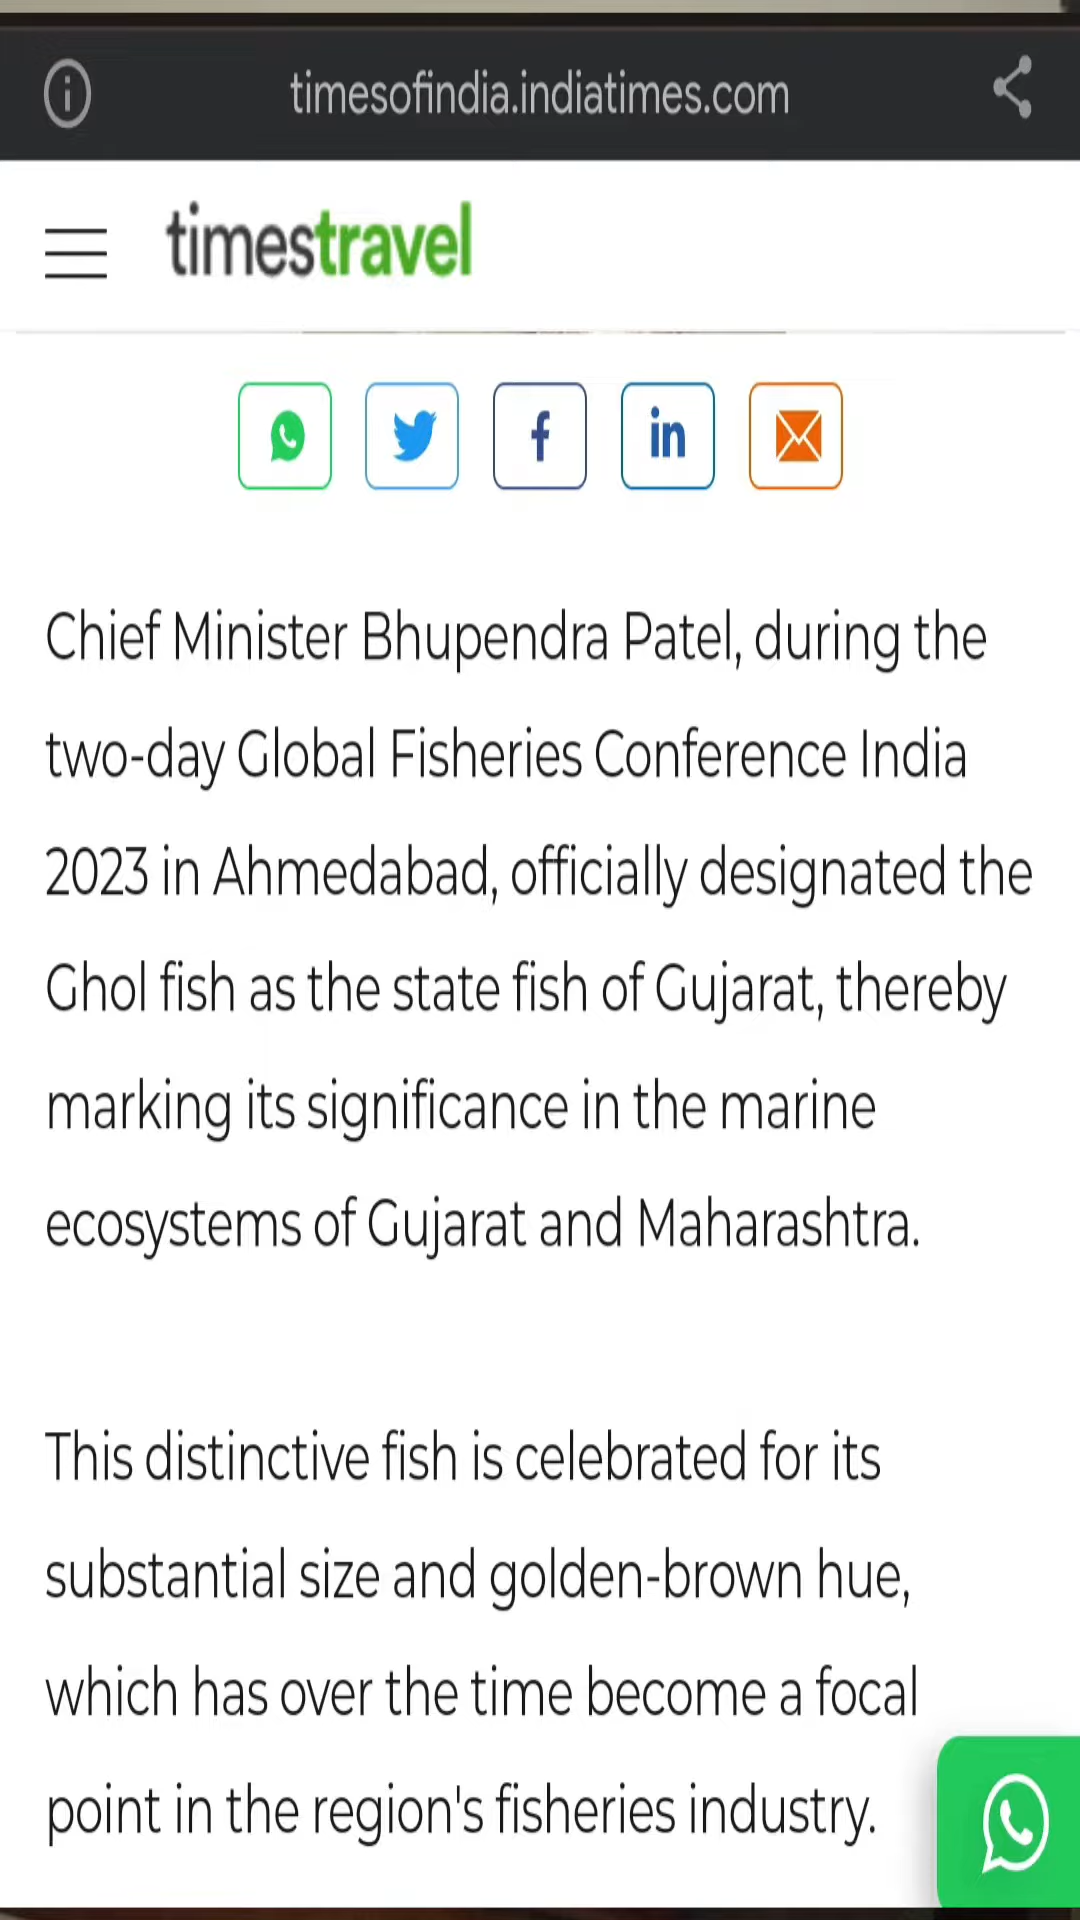 timesofindia.indiatimes.com
timestravel
Chief Minister Bhupendra Patel, during the
two-day Global Fisheries Conference India
2023 in Ahmedabad, officially designated the
Ghol fish as the state fish of Gujarat, thereby
marking its significance in the marine
ecosystems of Gujarat and Maharashtra.
This distinctive fish is celebrated for its
substantial size and golden-brown hue,
which has over the time become a focal
point in the region's fisheries industry.